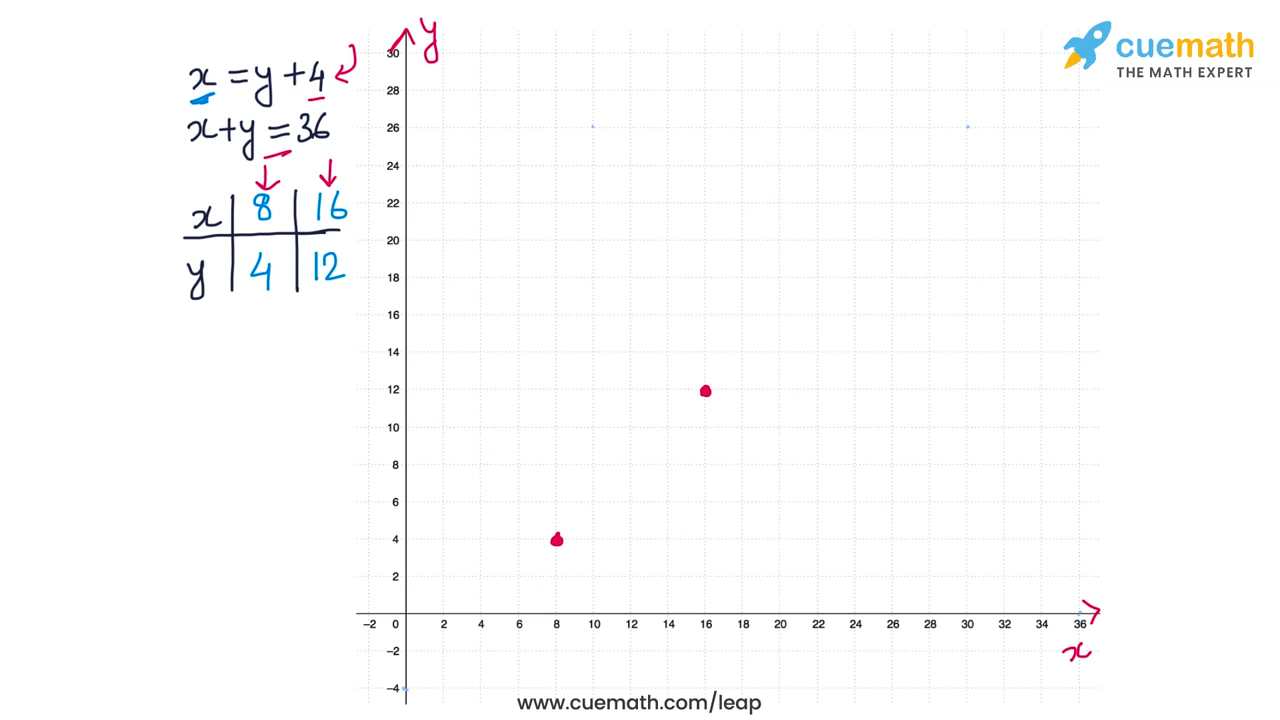 x = y + 4
x + y = 36
x 8 16
y 4 12
y
30
28
26
24
22
20
18
16
14
12
10
8
6
4
2
−2 0 2 4 6 8 10 12 14 16 18 20 22 24 26 28 30 32 34 36
x
−2
−4
cuemath
THE MATH EXPERT
www.cuemath.com/leap